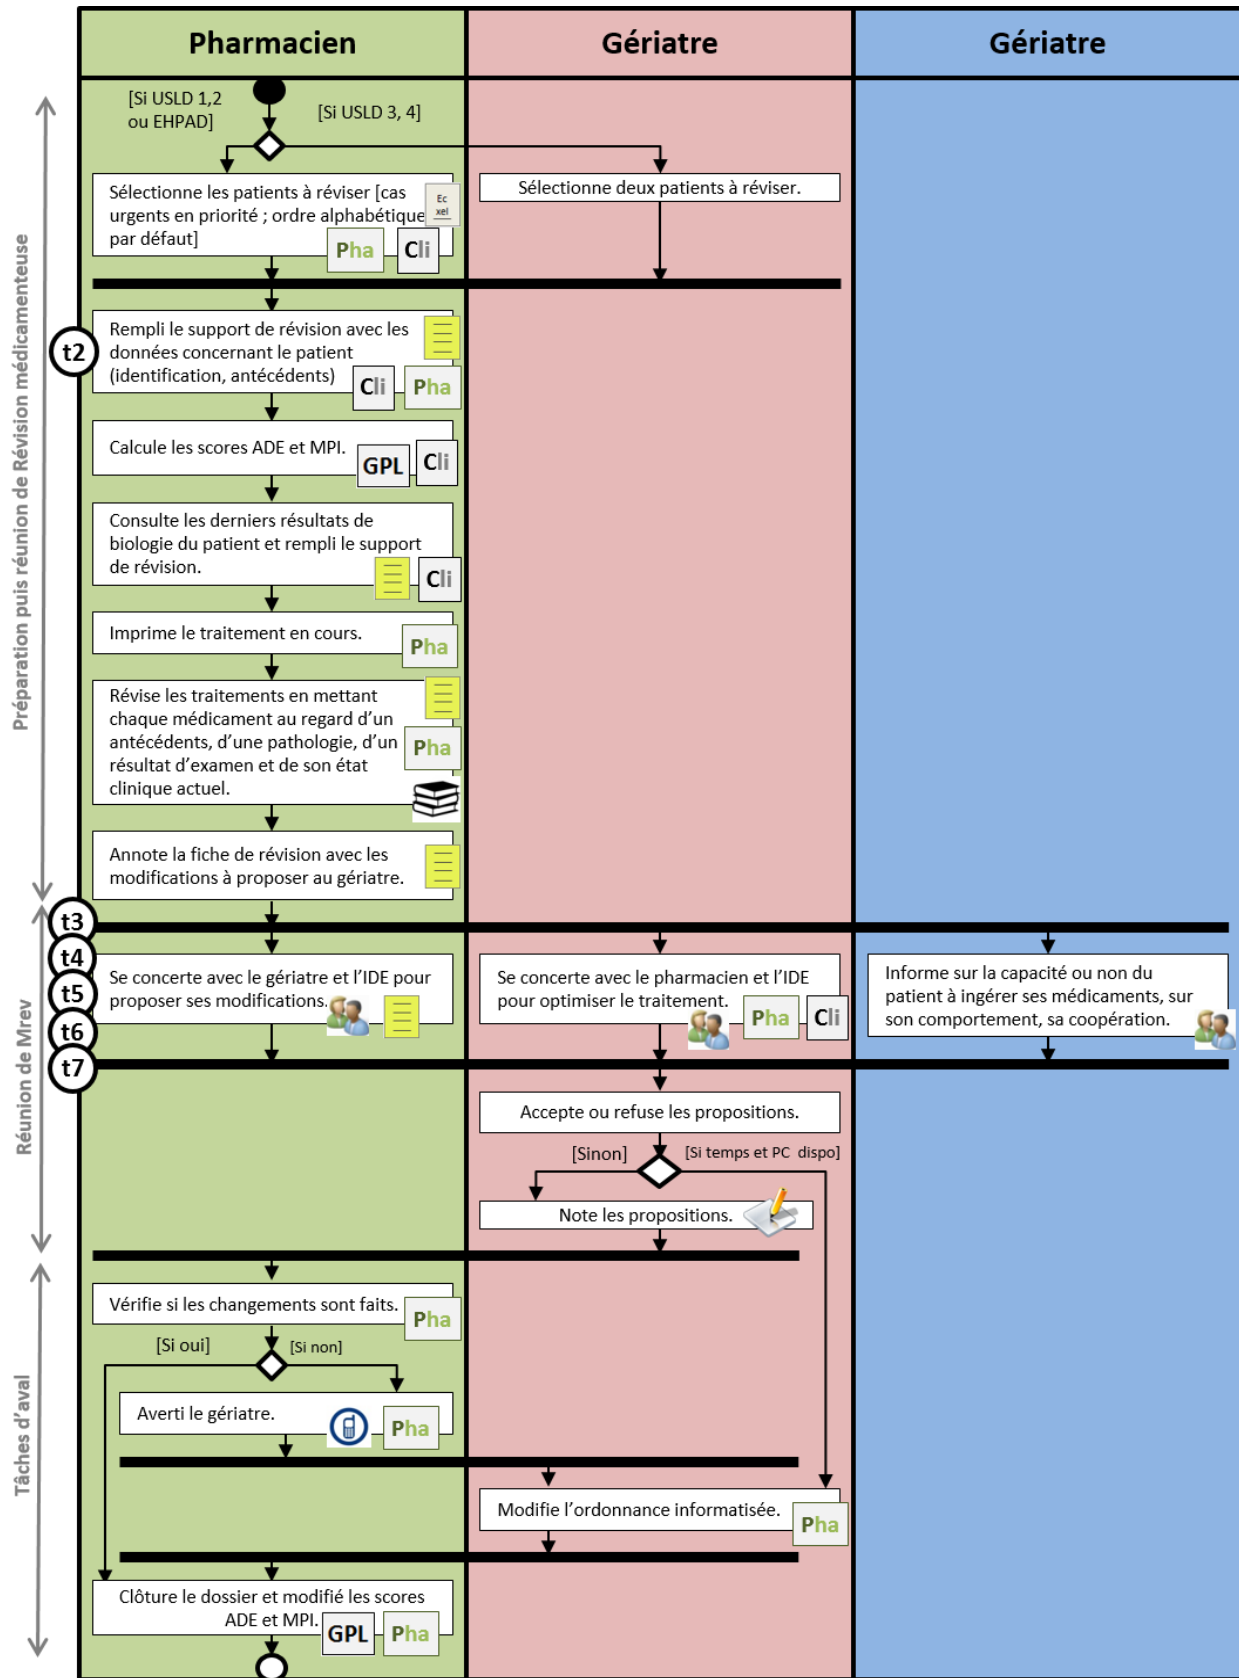 Pharmacien
Gériatre
Gériatre
Préparation puis réunion de Révision médicamenteuse
[Si USLD 1,2
ou EHPAD]
[Si USLD 3, 4]
Sélectionne les patients à réviser [cas
urgents en priorité ; ordre alphabétique
par défaut]
Ec
xel
Pha
Cli
Sélectionne deux patients à réviser.
t2
Rempli le support de révision avec les
données concernant le patient
(identification, antécédents)
Cli
Pha
Calcule les scores ADE et MPI.
GPL
Cli
Consulte les derniers résultats de
biologie du patient et rempli le support
de révision.
Cli
Imprime le traitement en cours.
Pha
Révise les traitements en mettant
chaque médicament au regard d’un
antécédents, d’une pathologie, d’un
résultat d’examen et de son état
clinique actuel.
Pha
Annote la fiche de révision avec les
modifications à proposer au gériatre.
Réunion de Mrev
t3
t4
t5
t6
t7
Se concerte avec le gériatre et l’IDE pour
proposer ses modifications.
Se concerte avec le pharmacien et l’IDE
pour optimiser le traitement.
Pha
Cli
Informe sur la capacité ou non du
patient à ingérer ses médicaments, sur
son comportement, sa coopération.
Accepte ou refuse les propositions.
[Sinon]
[Si temps et PC dispo]
Note les propositions.
Tâches d’aval
Vérifie si les changements sont faits.
Pha
[Si oui]
[Si non]
Averti le gériatre.
Pha
Modifie l’ordonnance informatisée.
Pha
Clôture le dossier et modifié les scores
ADE et MPI.
GPL
Pha